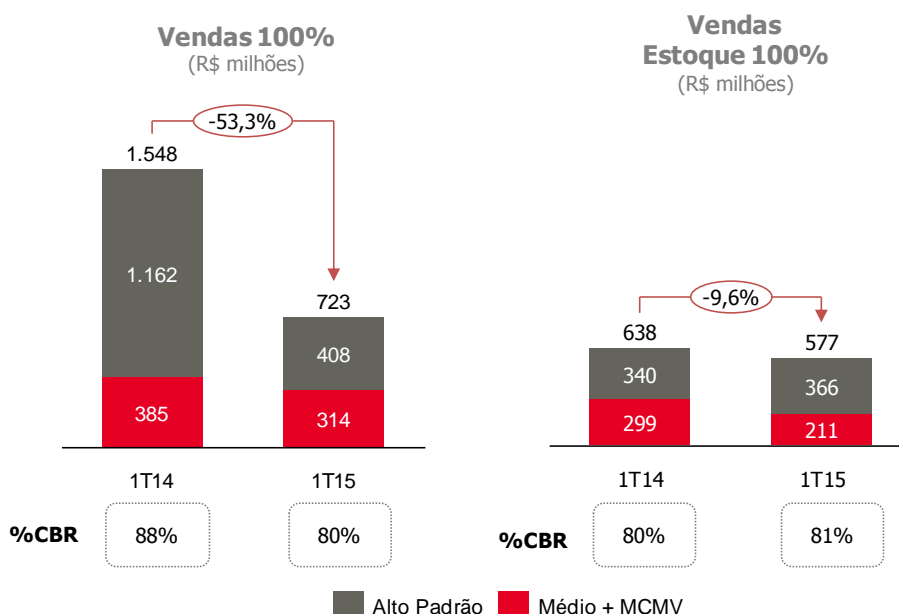 Vendas 100%
(R$ milhões)
-53,3%
1.548
1.162
385
723
408
314
1T14
1T15
%CBR
88%
80%
Vendas
Estoque 100%
(R$ milhões)
-9,6%
638
340
299
577
366
211
1T14
1T15
%CBR
80%
81%
Alto Padrão
Médio + MCMV